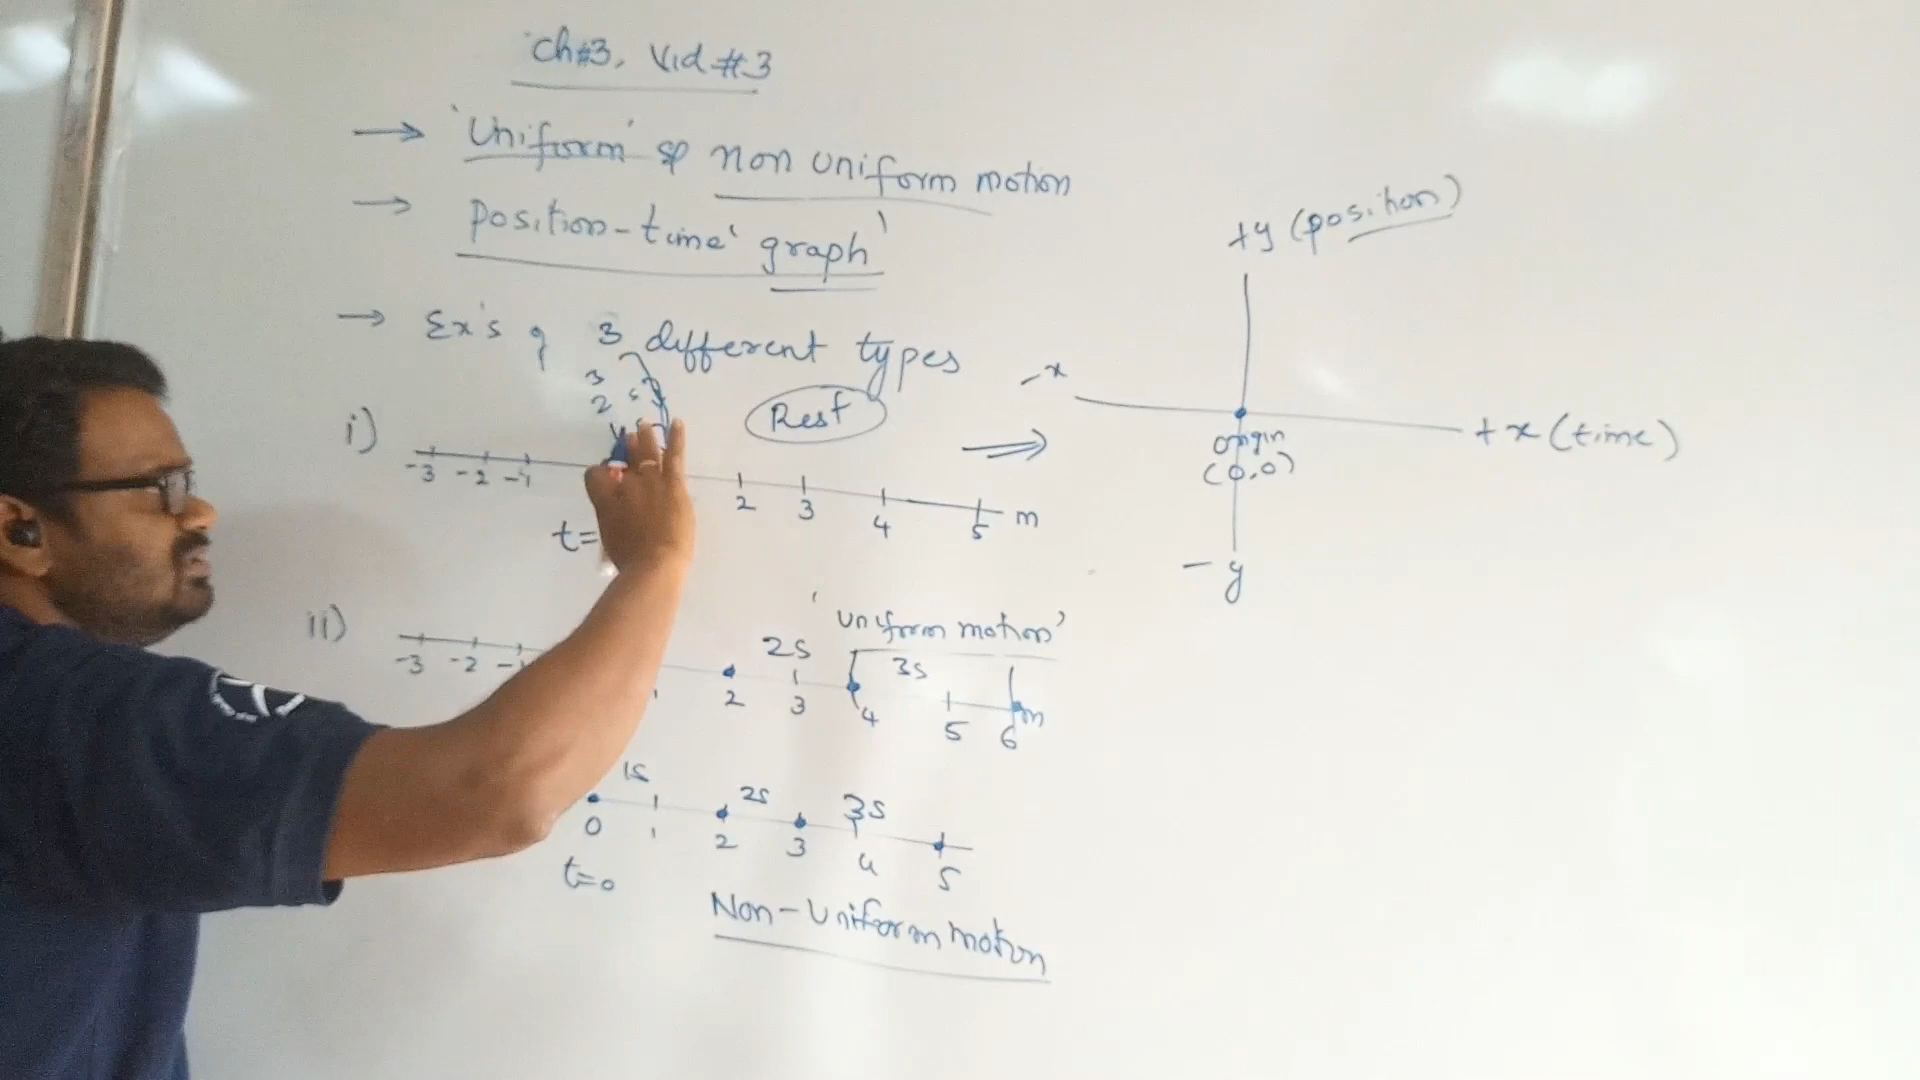 Ch#3, Vid #3
→ 'Uniform' & non uniform motion
→ position-time 'graph'
→ Ex's of 3 different types
3
2 s
i) Rest ⇒
-3 -2 -1 2 3 4 5 m
t=
ii) 'uniform motion'
2s 3s
-3 -2 -1 2 3 4 5 6 m
1s 2s 3s
0 1 2 3 4 5
t=0
Non-Uniform motion
+y (position)
-x
+x (time)
origin
(0,0)
-y